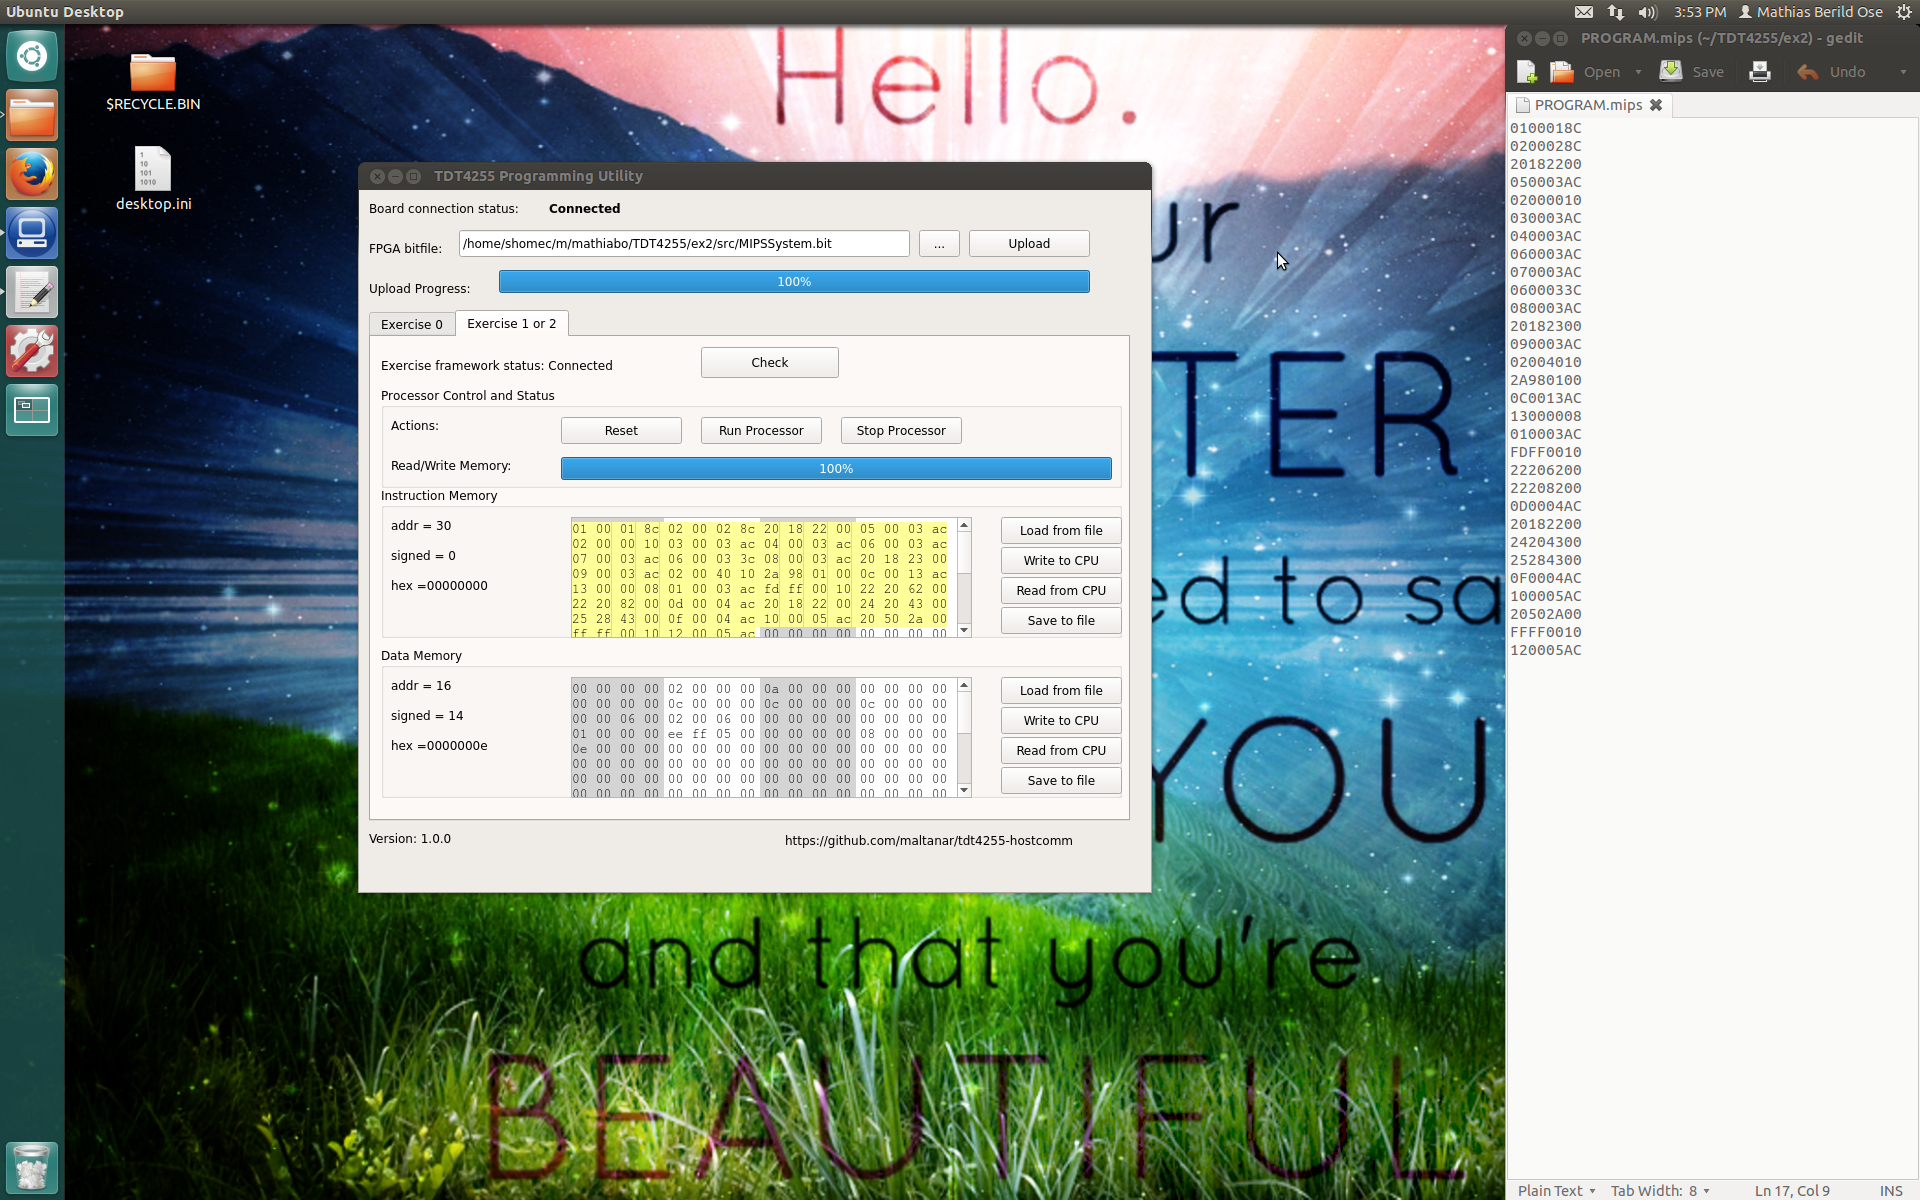 Ubuntu Desktop
3:53 PM Mathias Berild Ose
$RECYCLE.BIN
1
10
101
1010
desktop.ini
Hello.
ur
TER
ed to sa
YOU
and that you're
BEAUTIFUL
TDT4255 Programming Utility
Board connection status: Connected
FPGA bitfile: /home/shomec/m/mathiabo/TDT4255/ex2/src/MIPSSystem.bit ... Upload
Upload Progress: 100%
Exercise 0 Exercise 1 or 2
Exercise framework status: Connected Check
Processor Control and Status
Actions: Reset Run Processor Stop Processor
Read/Write Memory: 100%
Instruction Memory
addr = 30
signed = 0
hex =00000000
01 00 01 8c 02 00 02 8c 20 18 22 00 05 00 03 ac
02 00 00 10 03 00 03 ac 04 00 03 ac 06 00 03 ac
07 00 03 ac 06 00 03 3c 08 00 03 ac 20 18 23 00
09 00 03 ac 02 00 40 10 2a 98 01 00 0c 00 13 ac
13 00 00 08 01 00 03 ac fd ff 00 10 22 20 62 00
22 20 82 00 0d 00 04 ac 20 18 22 00 24 20 43 00
25 28 43 00 0f 00 04 ac 10 00 05 ac 20 50 2a 00
ff ff 00 10 12 00 05 ac 00 00 00 00 00 00 00 00
Load from file
Write to CPU
Read from CPU
Save to file
Data Memory
addr = 16
signed = 14
hex =0000000e
00 00 00 00 02 00 00 00 0a 00 00 00 00 00 00 00
00 00 00 00 0c 00 00 00 0c 00 00 00 0c 00 00 00
00 00 06 00 02 00 06 00 00 00 00 00 00 00 00 00
01 00 00 00 ee ff 05 00 00 00 00 00 08 00 00 00
0e 00 00 00 00 00 00 00 00 00 00 00 00 00 00 00
00 00 00 00 00 00 00 00 00 00 00 00 00 00 00 00
00 00 00 00 00 00 00 00 00 00 00 00 00 00 00 00
00 00 00 00 00 00 00 00 00 00 00 00 00 00 00 00
Load from file
Write to CPU
Read from CPU
Save to file
Version: 1.0.0 https://github.com/maltanar/tdt4255-hostcomm
PROGRAM.mips (~/TDT4255/ex2) - gedit
Open Save Undo
PROGRAM.mips
0100018C
0200028C
20182200
050003AC
02000010
030003AC
040003AC
060003AC
070003AC
0600033C
080003AC
20182300
090003AC
02004010
2A980100
0C0013AC
13000008
010003AC
FDFF0010
22206200
22208200
0D0004AC
20182200
24204300
25284300
0F0004AC
100005AC
20502A00
FFFF0010
120005AC
Plain Text Tab Width: 8 Ln 17, Col 9 INS